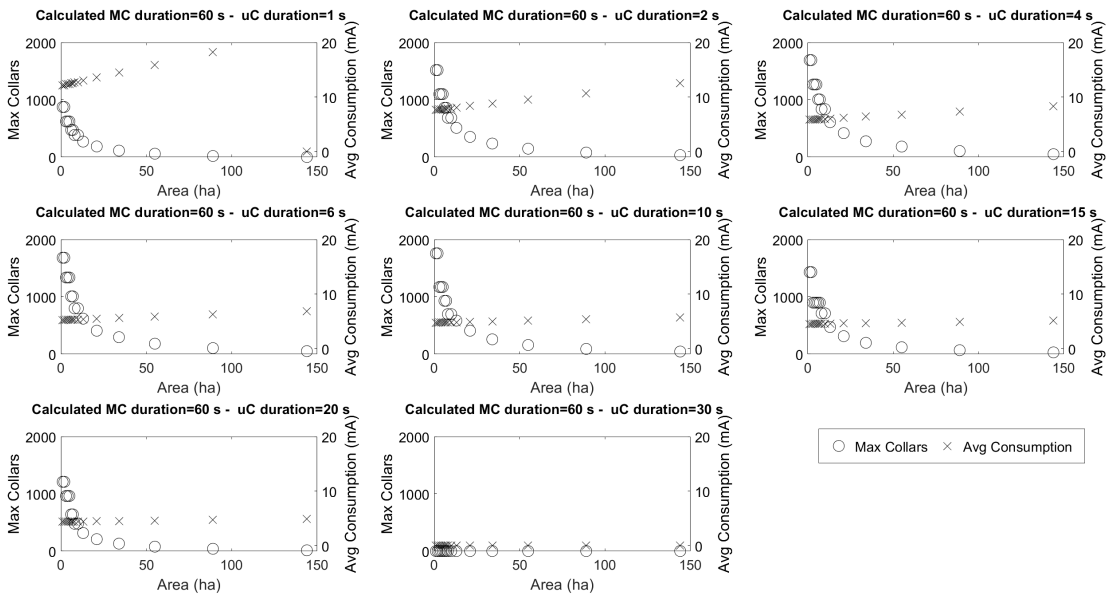 Calculated MC duration=60 s - uC duration=1 s
2000
1000
0
Max Collars
20
10
0
Avg Consumption (mA)
0 50 100 150
Area (ha)
Calculated MC duration=60 s - uC duration=2 s
2000
1000
0
Max Collars
20
10
0
Avg Consumption (mA)
0 50 100 150
Area (ha)
Calculated MC duration=60 s - uC duration=4 s
2000
1000
0
Max Collars
20
10
0
Avg Consumption (mA)
0 50 100 150
Area (ha)
Calculated MC duration=60 s - uC duration=6 s
2000
1000
0
Max Collars
20
10
0
Avg Consumption (mA)
0 50 100 150
Area (ha)
Calculated MC duration=60 s - uC duration=10 s
2000
1000
0
Max Collars
20
10
0
Avg Consumption (mA)
0 50 100 150
Area (ha)
Calculated MC duration=60 s - uC duration=15 s
2000
1000
0
Max Collars
20
10
0
Avg Consumption (mA)
0 50 100 150
Area (ha)
Calculated MC duration=60 s - uC duration=20 s
2000
1000
0
Max Collars
20
10
0
Avg Consumption (mA)
0 50 100 150
Area (ha)
Calculated MC duration=60 s - uC duration=30 s
2000
1000
0
Max Collars
20
10
0
Avg Consumption (mA)
0 50 100 150
Area (ha)
Max Collars Avg Consumption